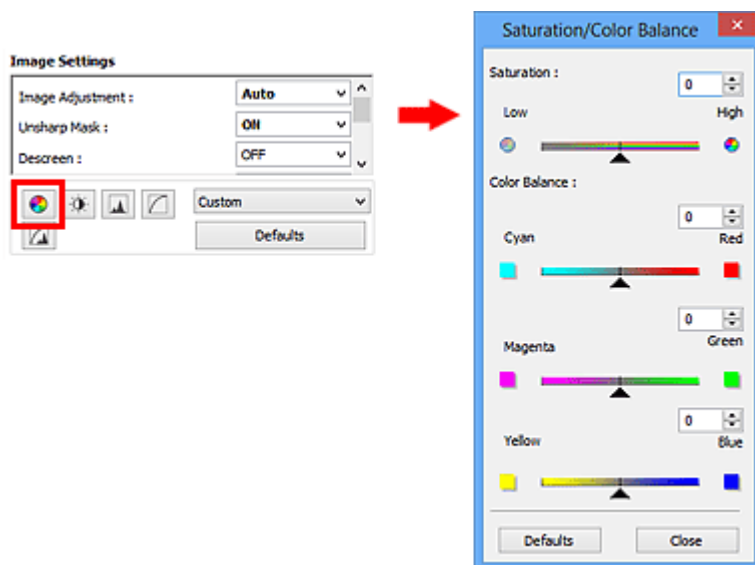 Image Settings
Image Adjustment : Auto
Unsharp Mask : ON
Descreen : OFF
Custom
Defaults
Saturation/Color Balance
Saturation :
0
Low High
Color Balance :
0
Cyan Red
0
Magenta Green
0
Yellow Blue
Defaults Close